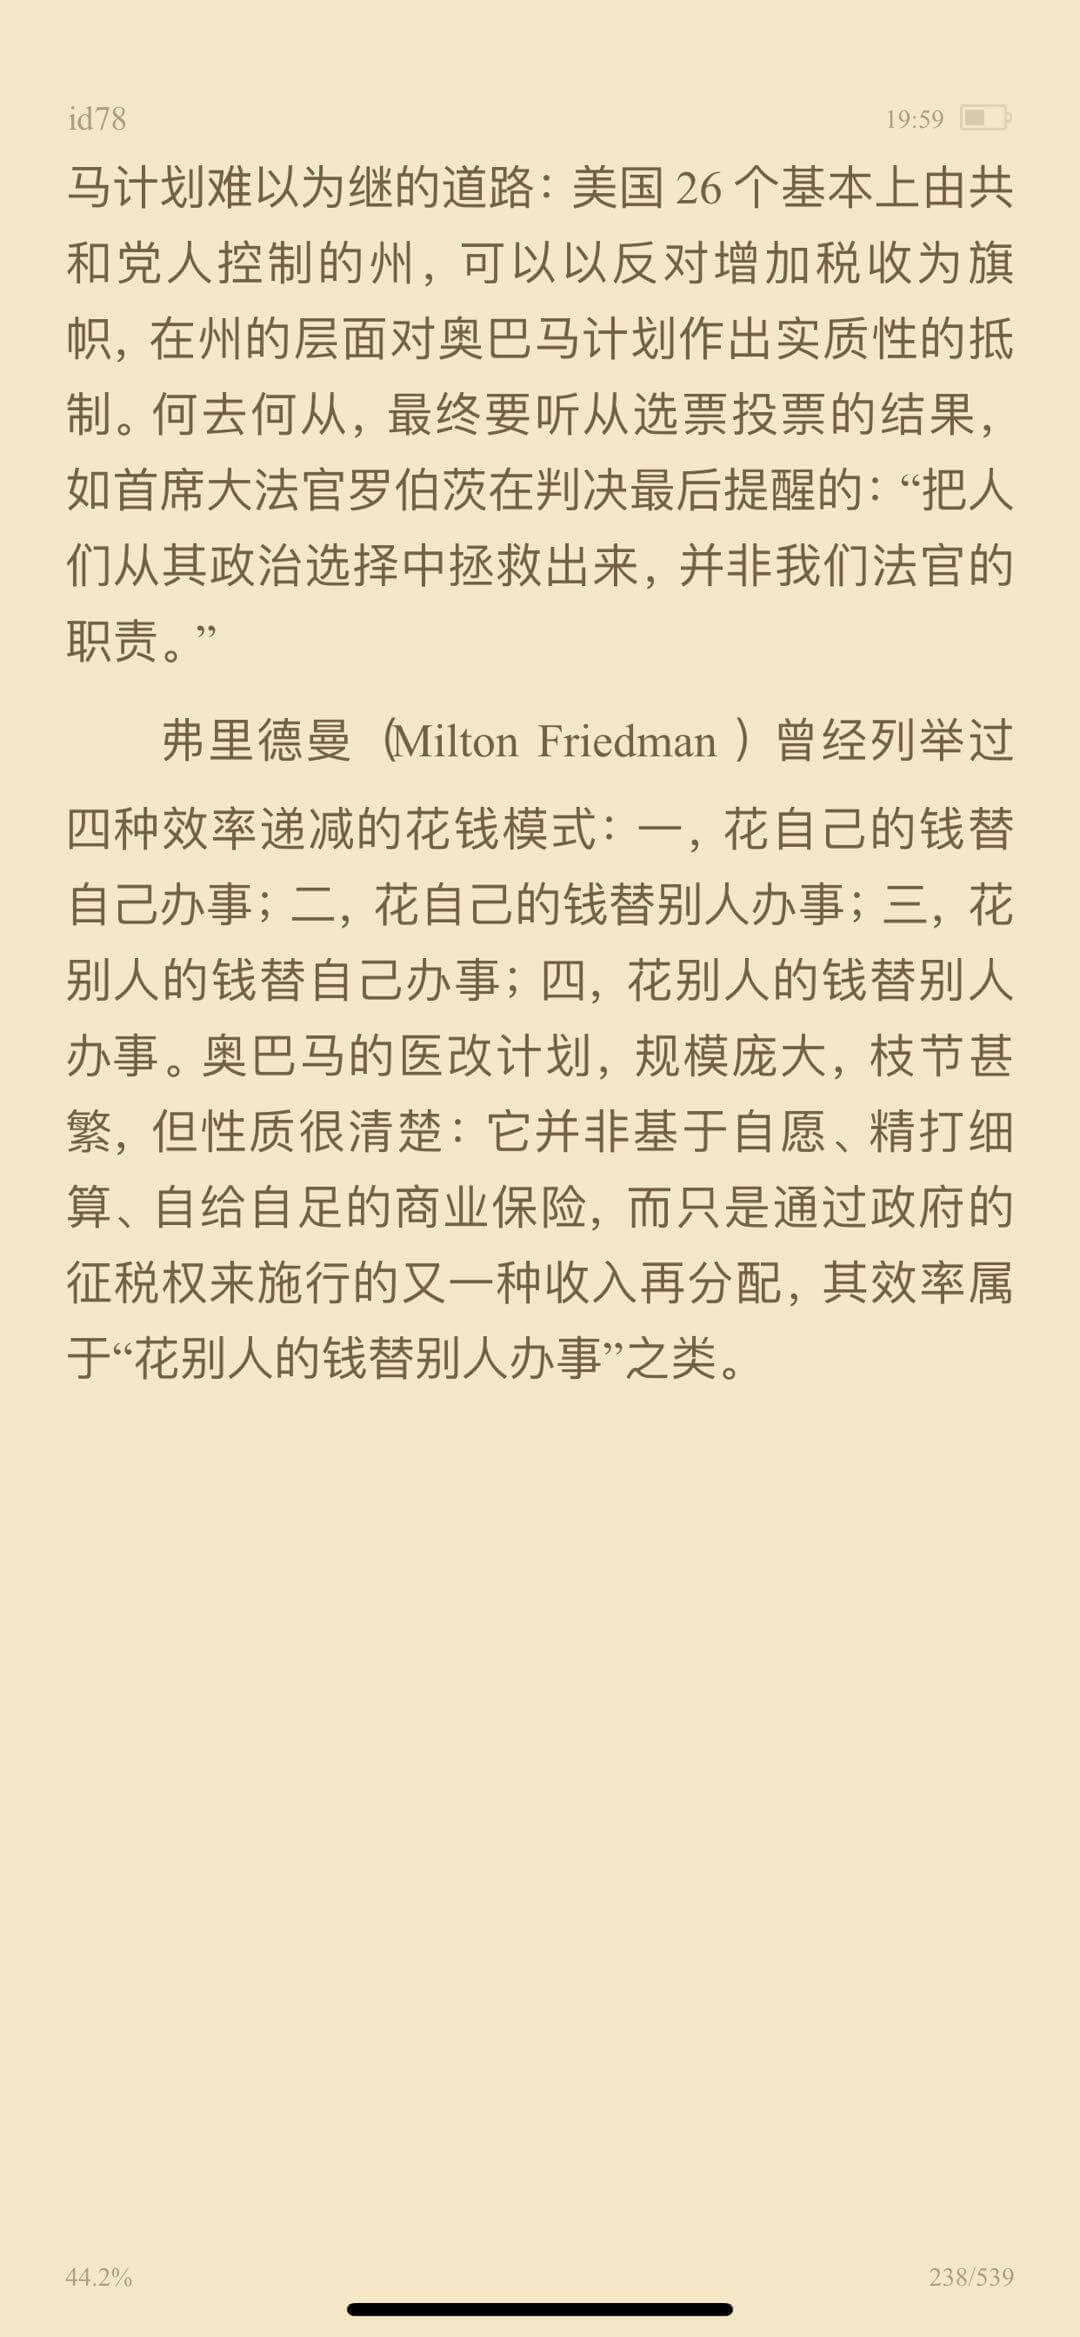 id78
19:59
马计划难以为继的道路：美国 26 个基本上由共
和党人控制的州，可以以反对增加税收为旗
帜，在州的层面对奥巴马计划作出实质性的抵
制。何去何从，最终要听从选票投票的结果，
如首席大法官罗伯茨在判决最后提醒的：“把人
们从其政治选择中拯救出来，并非我们法官的
职责。”
弗里德曼（Milton Friedman ）曾经列举过
四种效率递减的花钱模式：一，花自己的钱替
自己办事；二，花自己的钱替别人办事；三，花
别人的钱替自己办事；四，花别人的钱替别人
办事。奥巴马的医改计划，规模庞大，枝节甚
繁，但性质很清楚：它并非基于自愿、精打细
算、自给自足的商业保险，而只是通过政府的
征税权来施行的又一种收入再分配，其效率属
于“花别人的钱替别人办事”之类。
44.2%
238/539